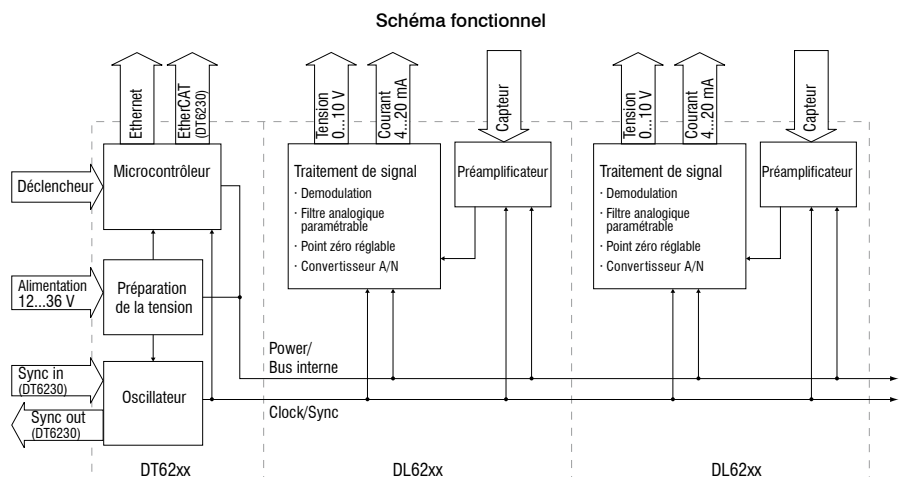 Schéma fonctionnel
Ethernet
EtherCAT
(DT6230)
Tension
0...10 V
Courant
4...20 mA
Capteur
Tension
0...10 V
Courant
4...20 mA
Capteur
Déclencheur
Microcontrôleur
Traitement de signal
· Demodulation
· Filtre analogique
paramétrable
· Point zéro réglable
· Convertisseur A/N
Préamplificateur
Traitement de signal
· Demodulation
· Filtre analogique
paramétrable
· Point zéro réglable
· Convertisseur A/N
Préamplificateur
Alimentation
12...36 V
Préparation
de la tension
Power/
Bus interne
Sync in
(DT6230)
Sync out
(DT6230)
Oscillateur
Clock/Sync
DT62xx
DL62xx
DL62xx